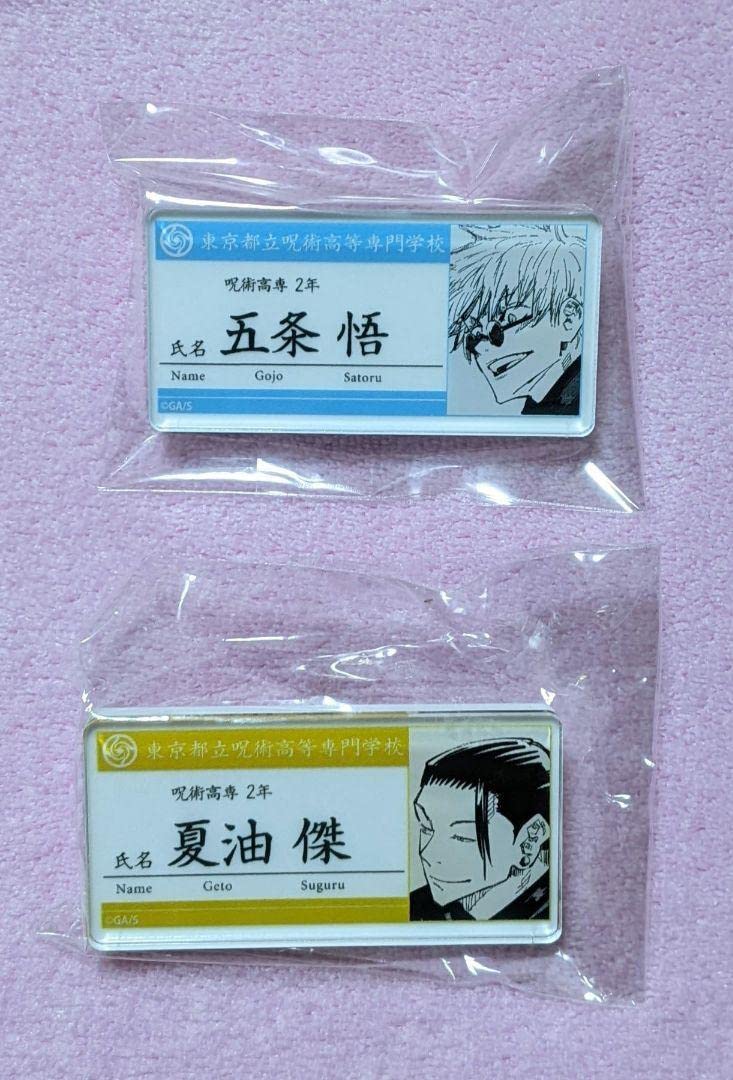 東京都立呪術高等専門学校
呪術高専 2年
氏名 五条 悟
Name Gojo Satoru
©GA/S
東京都立呪術高等専門学校
呪術高専 2年
氏名 夏油 傑
Name Geto Suguru
©GA/S